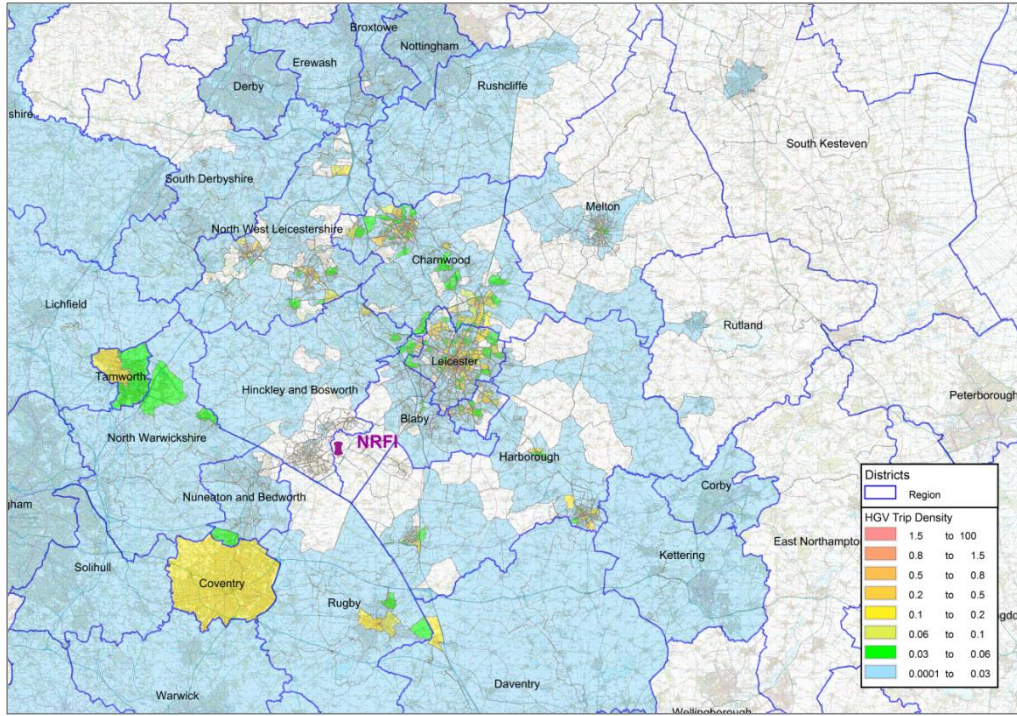 Broxtowe
Nottingham
Erewash
Derby
Rushcliffe
shire
South Kesteven
South Derbyshire
Melton
North West Leicestershire
Charnwood
Lichfield
Rutland
Leicester
Tamworth
Hinckley and Bosworth
Peterborough
Blaby
North Warwickshire
NRFI
Harborough
Nuneaton and Bedworth
Corby
gham
East Northampto
Kettering
Solihull
Coventry
Rugby
ngdo
Warwick
Daventry
Wellingborough
Districts
Region
HGV Trip Density
1.5 to 100
0.8 to 1.5
0.5 to 0.8
0.2 to 0.5
0.1 to 0.2
0.06 to 0.1
0.03 to 0.06
0.0001 to 0.03